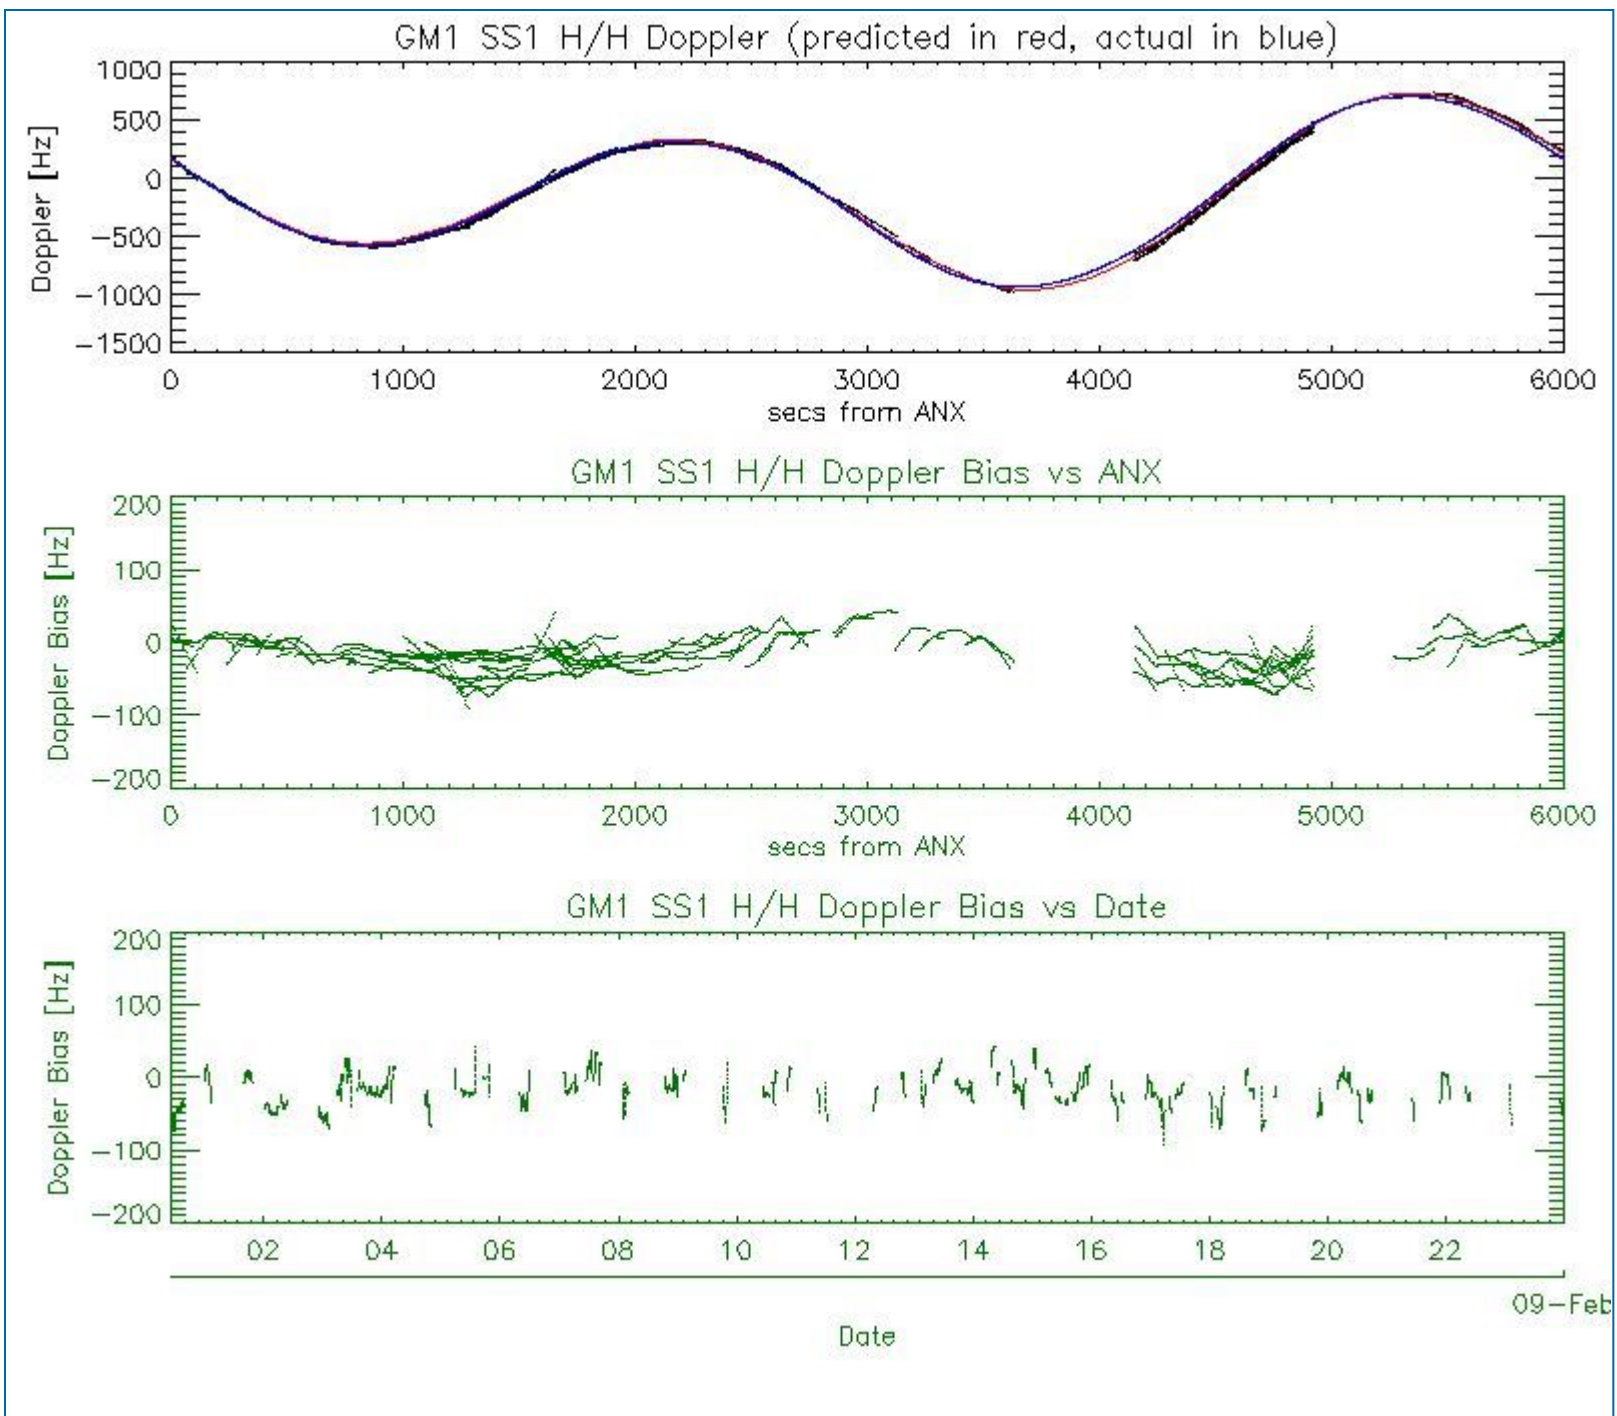 GM1 SS1 H/H Doppler (predicted in red, actual in blue)
1000
500
0
-500
-1000
-1500
Doppler [Hz]
0 1000 2000 3000 4000 5000 6000
secs from ANX
GM1 SS1 H/H Doppler Bias vs ANX
200
100
0
-100
-200
Doppler Bias [Hz]
0 1000 2000 3000 4000 5000 6000
secs from ANX
GM1 SS1 H/H Doppler Bias vs Date
200
100
0
-100
-200
Doppler Bias [Hz]
02 04 06 08 10 12 14 16 18 20 22
09-Feb
Date